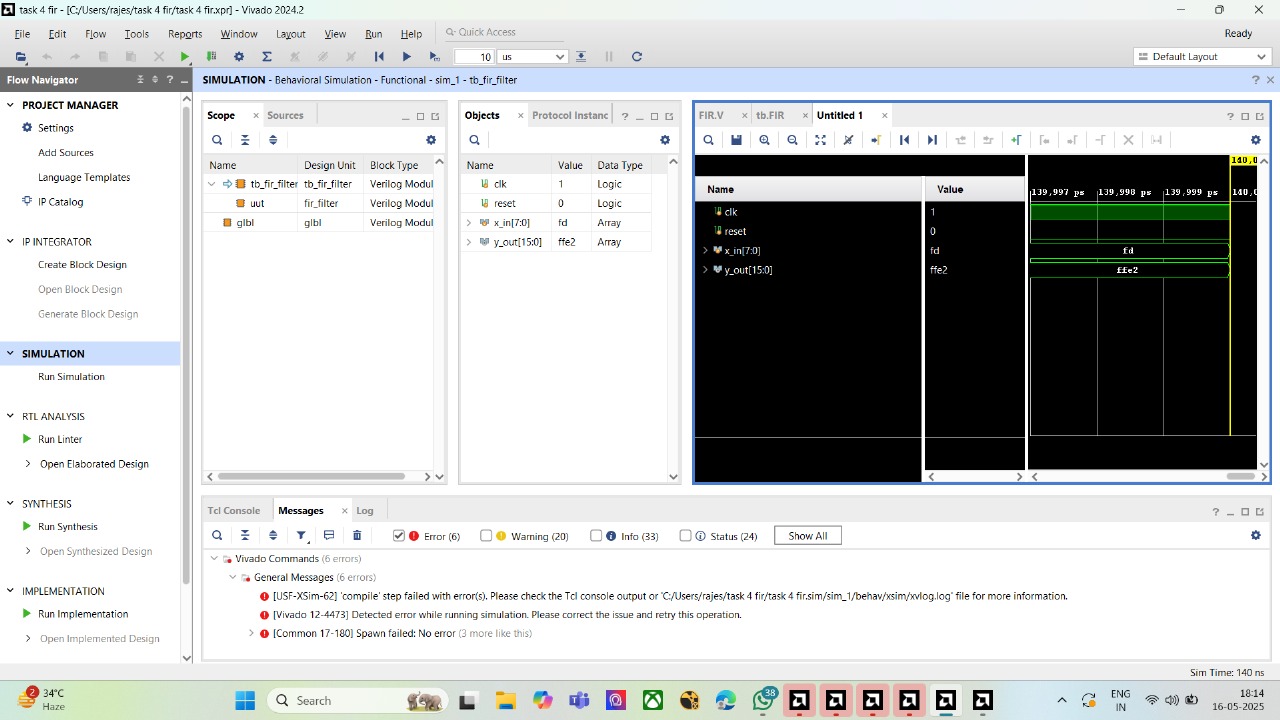 task 4 fir - [C:/Users/rajes/task 4 fir/task 4 fir.xpr] - Vivado 2024.2
File Edit Flow Tools Reports Window Layout View Run Help Quick Access Ready
10 us Default Layout
Flow Navigator
SIMULATION - Behavioral Simulation - Functional - sim_1 - tb_fir_filter
PROJECT MANAGER
Settings
Add Sources
Language Templates
IP Catalog
IP INTEGRATOR
Create Block Design
Open Block Design
Generate Block Design
SIMULATION
Run Simulation
RTL ANALYSIS
Run Linter
Open Elaborated Design
SYNTHESIS
Run Synthesis
Open Synthesized Design
IMPLEMENTATION
Run Implementation
Open Implemented Design
Scope Sources
Name Design Unit Block Type
tb_fir_filter tb_fir_filter Verilog Modul
uut fir_filter Verilog Modul
glbl glbl Verilog Modul
Objects Protocol Instanc
Name Value Data Type
clk 1 Logic
reset 0 Logic
x_in[7:0] fd Array
y_out[15:0] ffe2 Array
FIR.V tb.FIR Untitled 1
140,0
Name Value 139,997 ps 139,998 ps 139,999 ps 140,0
clk 1
reset 0
x_in[7:0] fd fd
y_out[15:0] ffe2 ffe2
Tcl Console Messages Log
Error (6) Warning (20) Info (33) Status (24) Show All
Vivado Commands (6 errors)
General Messages (6 errors)
[USF-XSim-62] 'compile' step failed with error(s). Please check the Tcl console output or 'C:/Users/rajes/task 4 fir/task 4 fir.sim/sim_1/behav/xsim/xvlog.log' file for more information.
[Vivado 12-4473] Detected error while running simulation. Please correct the issue and retry this operation.
[Common 17-180] Spawn failed: No error (3 more like this)
Sim Time: 140 ns
2 34°C
Haze
Search
38
ENG
IN
18:14
16-05-2025